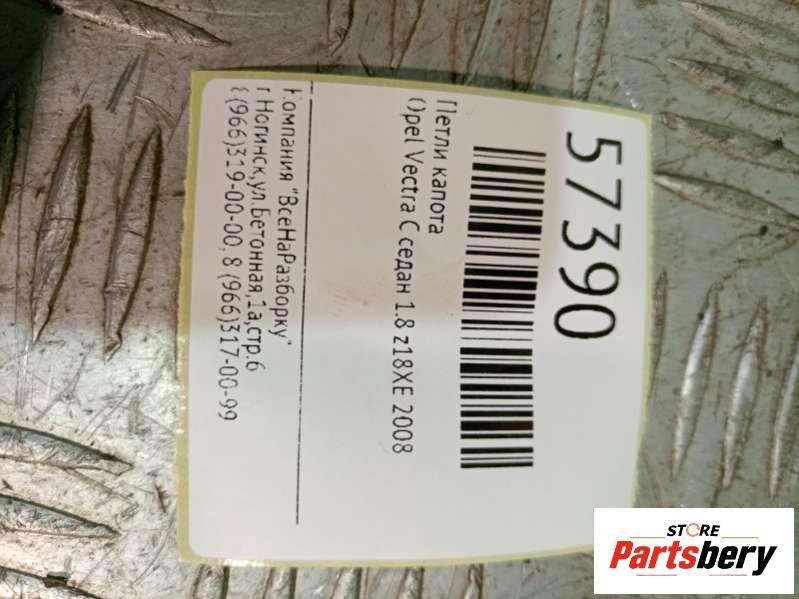 57390
Петли капота
Opel Vectra C седан 1.8 z18XE 2008
Компания "ВсеНаРазборку"
г.Ногинск,ул.Бетонная,1а,стр.6
8 (966)319-00-00, 8 (966)317-00-99
STORE
Partsbery